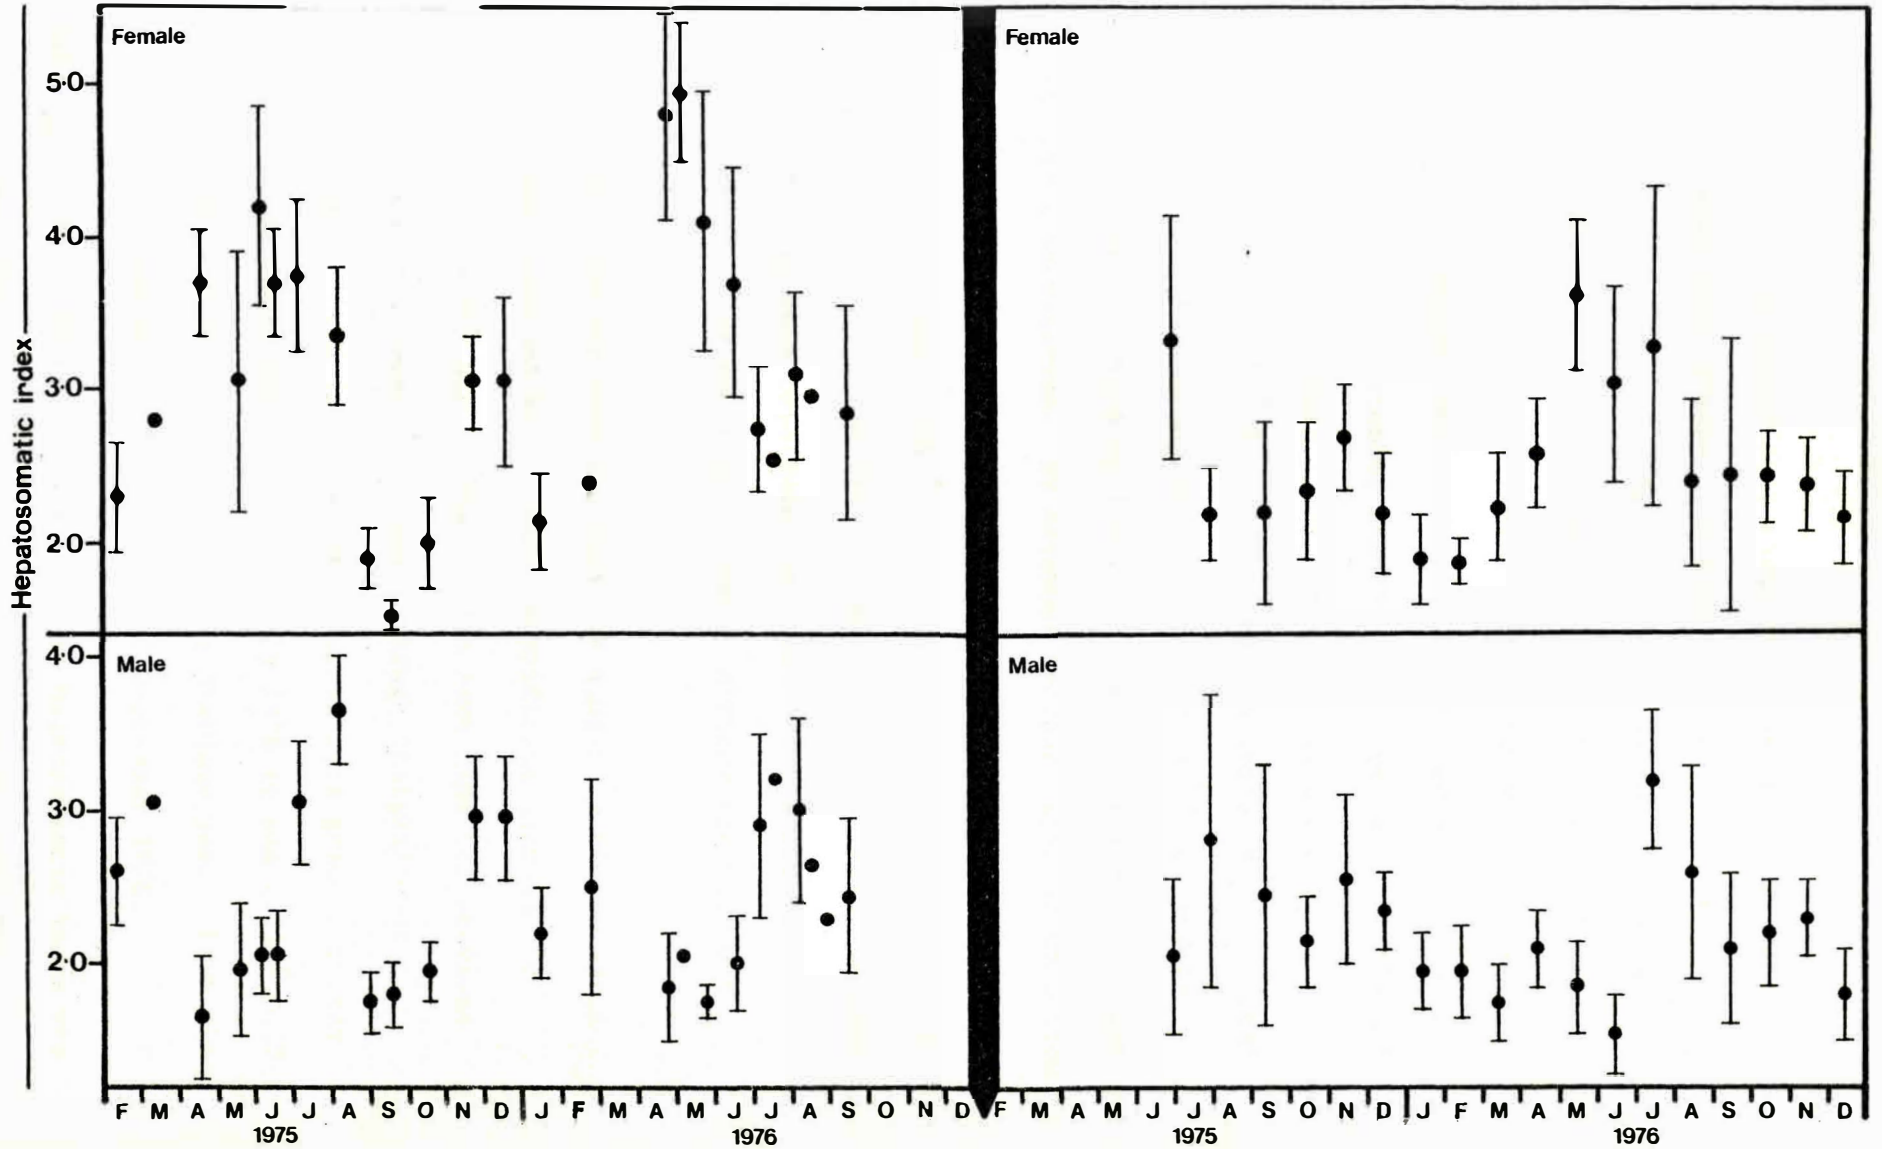 Hepatosomatic index
Female
Female
5·0
4·0
3·0
2·0
Male
Male
4·0
3·0
2·0
F M A M J J A S O N D J F M A M J J A S O N D
1975 1976
F M A M J J A S O N D J F M A M J J A S O N D
1975 1976